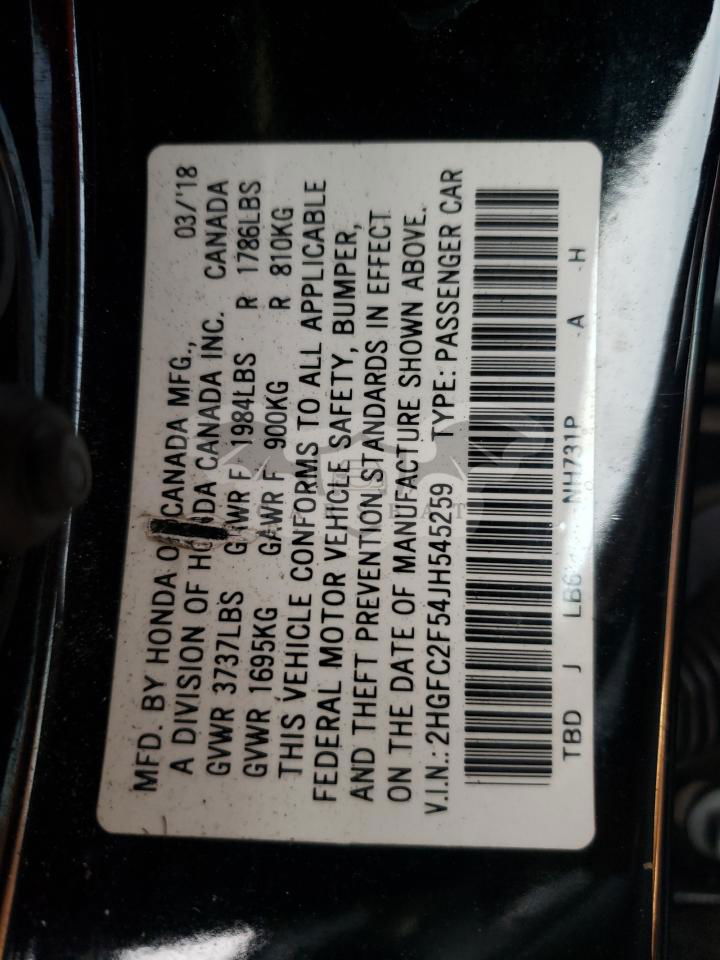 MFD. BY HONDA O CANADA MFG., 03/'18
A DIVISION OF HONDA CANADA INC. CANADA
GVWR 3737LBS GAWR F 1984LBS R 1786LBS
GVWR 1695KG GAWR F 900KG R 810KG
THIS VEHICLE CONFORMS TO ALL APPLICABLE
FEDERAL MOTOR VEHICLE SAFETY, BUMPER,
AND THEFT PREVENTION STANDARDS IN EFFECT
ON THE DATE OF MANUFACTURE SHOWN ABOVE.
V.I.N.:2HGFC2F54JH545259 TYPE:PASSENGER CAR
TBD J NH731P -A -H